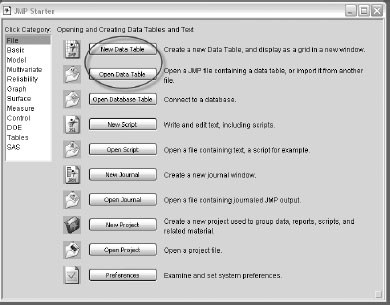 JMP Starter
Click Category:
Opening and Creating Data Tables and Text
File
Basic
Model
Multivariate
Reliability
Graph
Surface
Measure
Control
DOE
Tables
SAS
New Data Table
Create a new Data Table, and display as a grid in a new window.
Open Data Table
Open a JMP file containing a data table, or import it from another
file.
Open Database Table
Connect to a database.
New Script
Write and edit text, including scripts.
Open Script
Open a file containing text, a script for example.
New Journal
Create a new journal window.
Open Journal
Open a file containing journaled JMP output.
New Project
Create a new project used to group data, reports, scripts, and
related material.
Open Project
Open a project file.
Preferences
Examine and set system preferences.